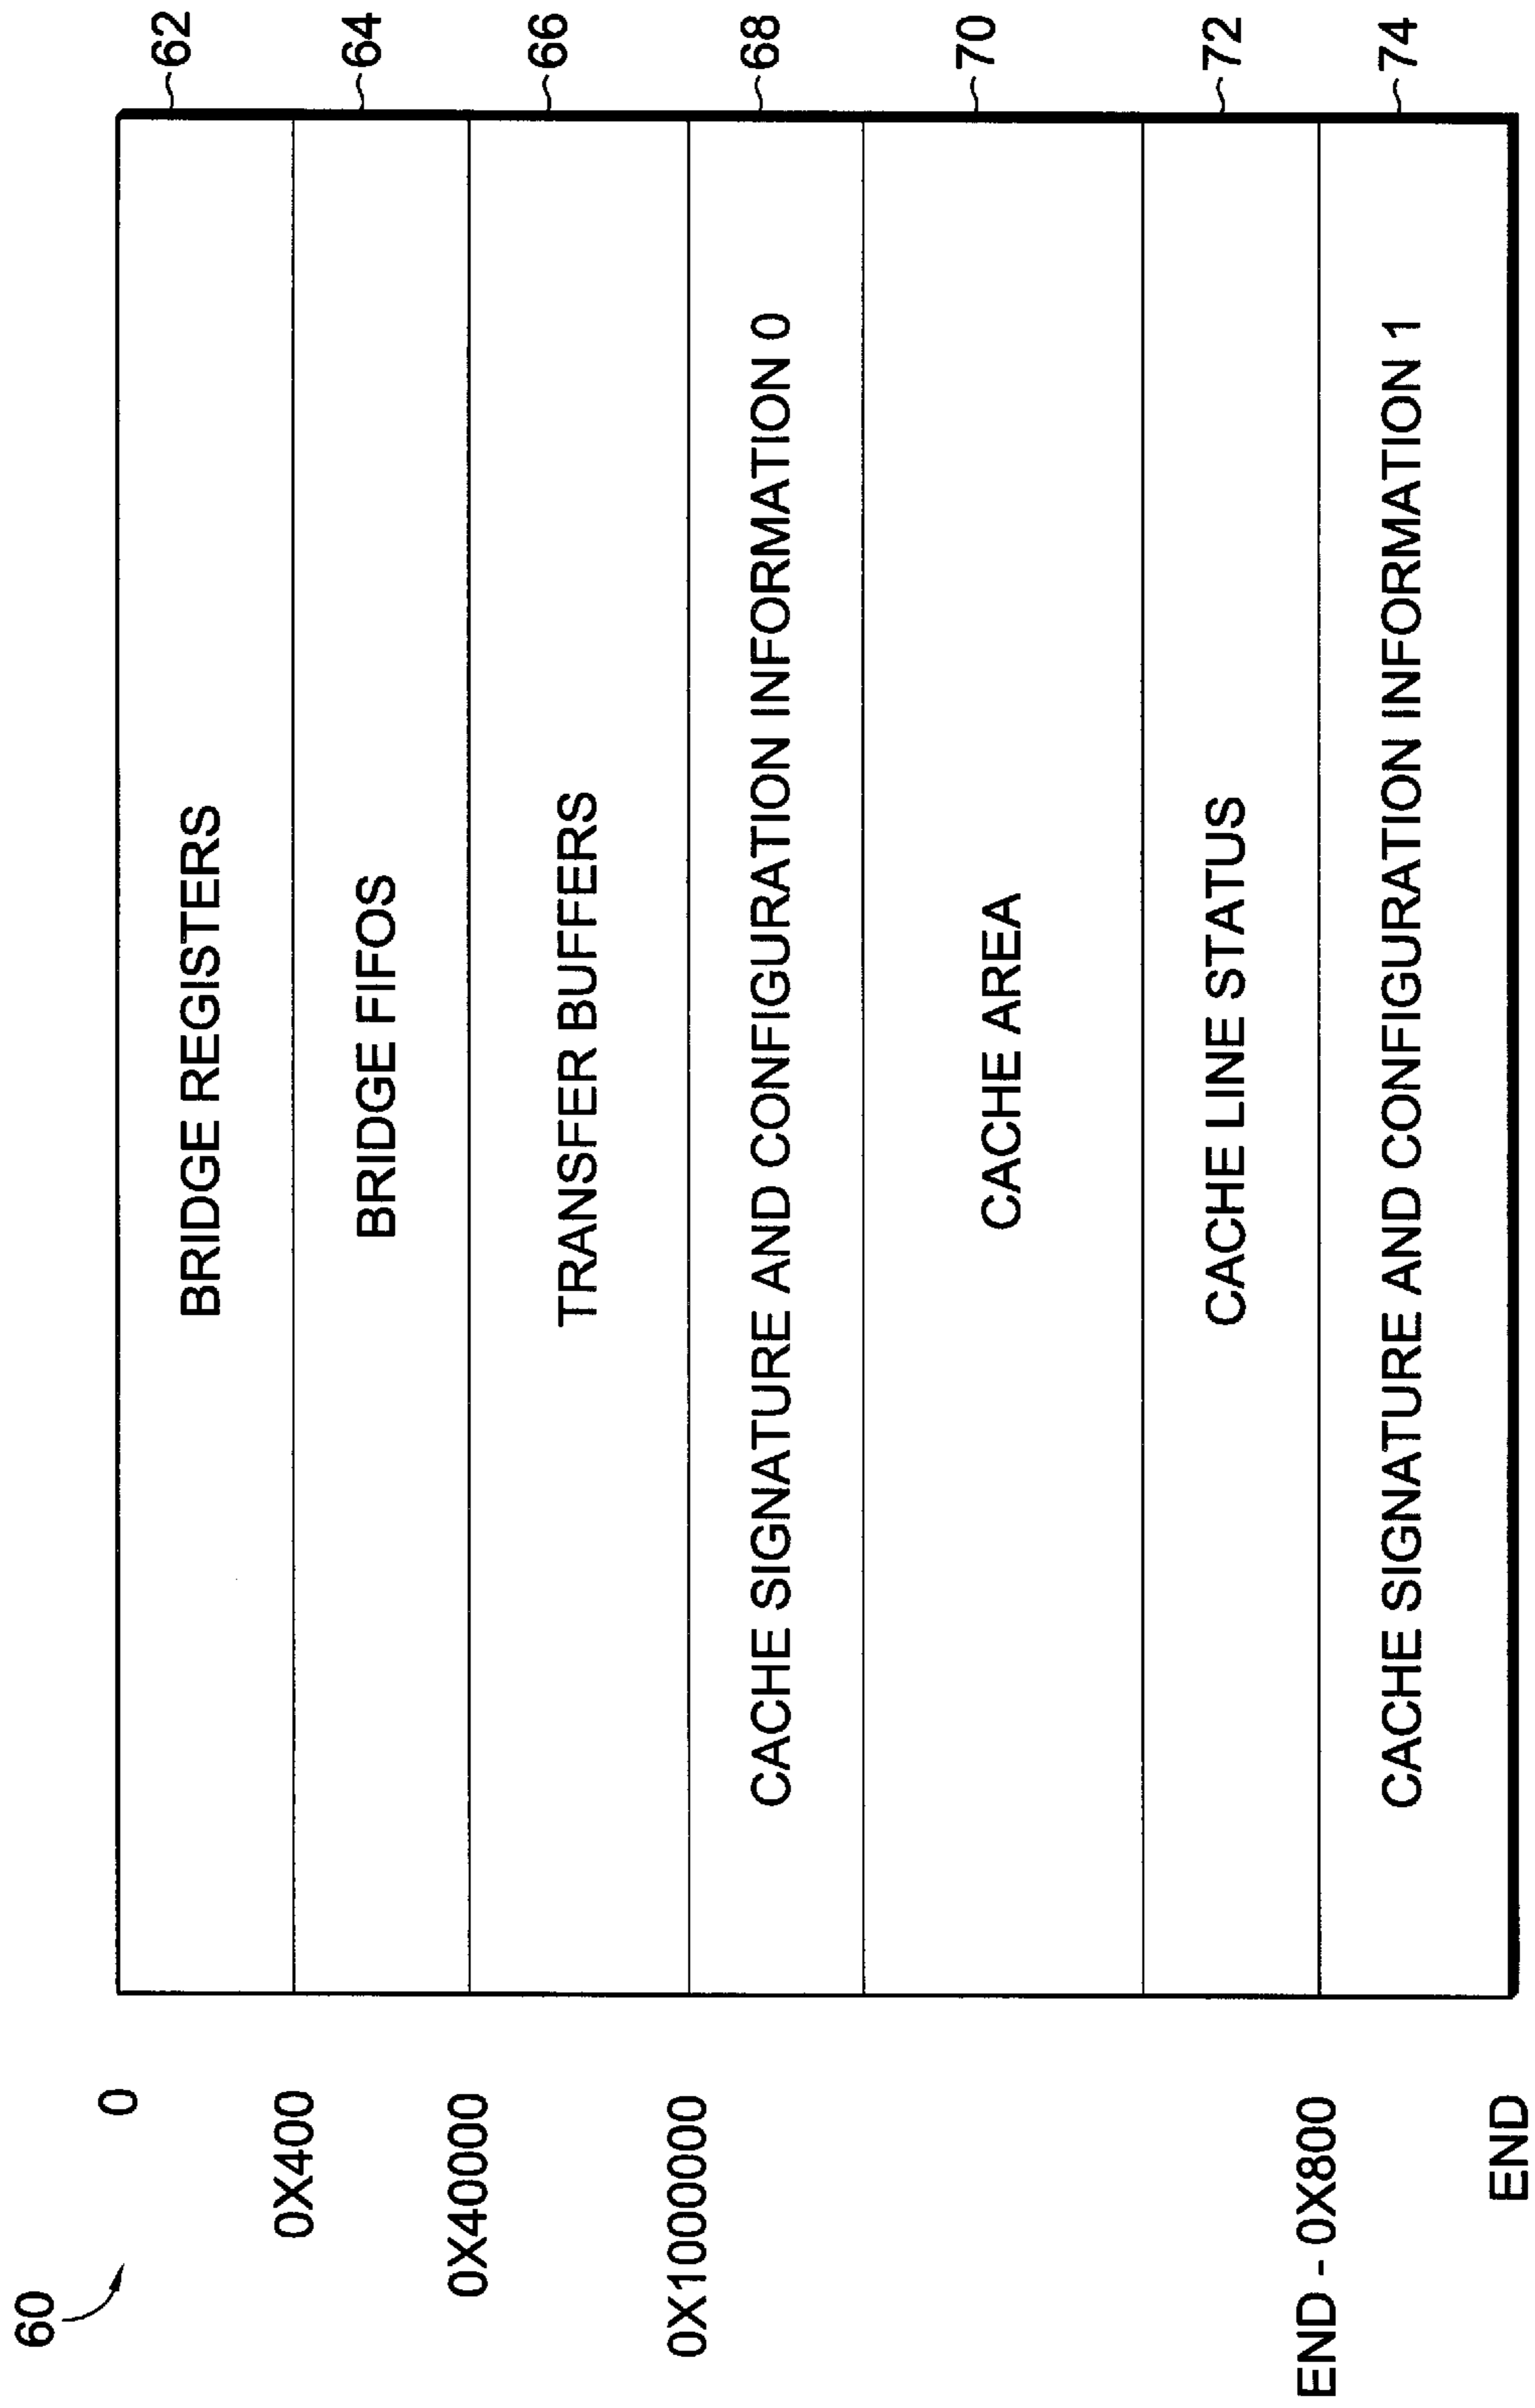 60
0
BRIDGE REGISTERS
62
0X400
BRIDGE FIFOS
64
0X40000
TRANSFER BUFFERS
66
0X1000000
CACHE SIGNATURE AND CONFIGURATION INFORMATION 0
68
CACHE AREA
70
CACHE LINE STATUS
72
END - 0X800
CACHE SIGNATURE AND CONFIGURATION INFORMATION 1
74
END